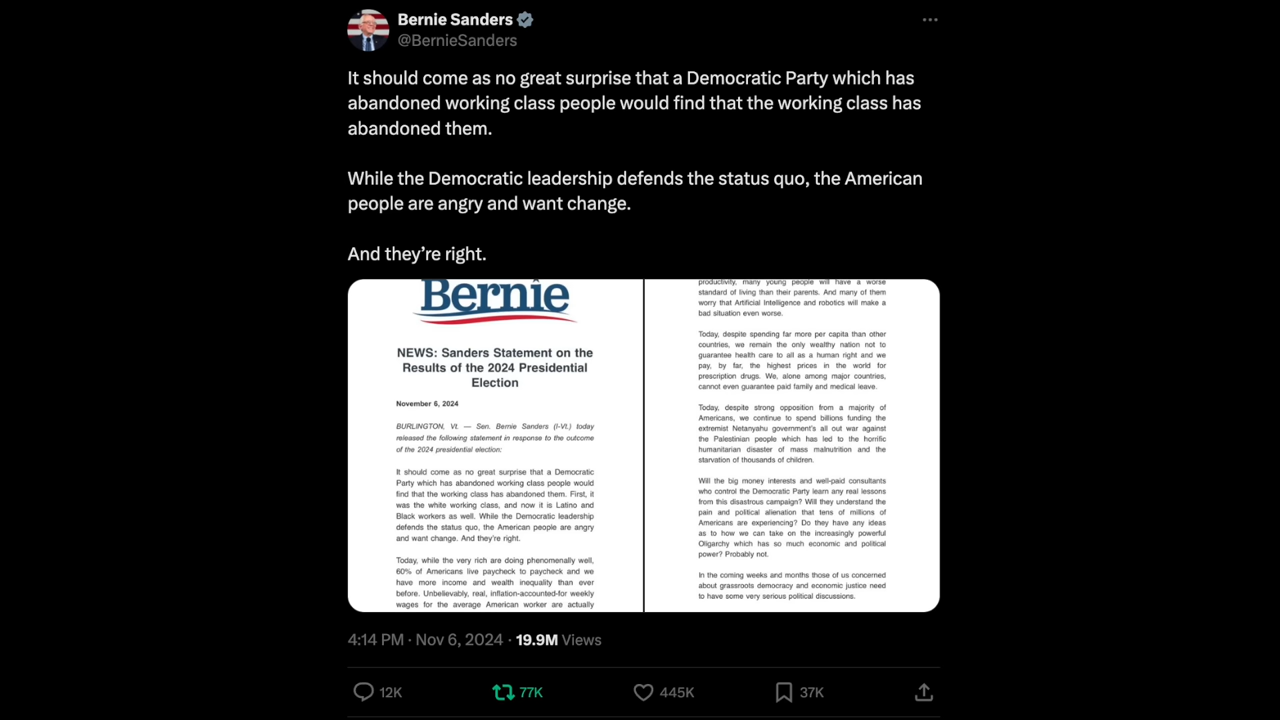 Bernie Sanders
@BernieSanders
It should come as no great surprise that a Democratic Party which has
abandoned working class people would find that the working class has
abandoned them.
While the Democratic leadership defends the status quo, the American
people are angry and want change.
And they're right.
Bernie
NEWS: Sanders Statement on the
Results of the 2024 Presidential
Election
November 6, 2024
BURLINGTON, Vt. — Sen. Bernie Sanders (I-Vt.) today
released the following statement in response to the outcome
of the 2024 presidential election:
It should come as no great surprise that a Democratic
Party which has abandoned working class people would
find that the working class has abandoned them. First, it
was the white working class, and now it is Latino and
Black workers as well. While the Democratic leadership
defends the status quo, the American people are angry
and want change. And they're right.
Today, while the very rich are doing phenomenally well,
60% of Americans live paycheck to paycheck and we
have more income and wealth inequality than ever
before. Unbelievably, real, inflation-accounted-for weekly
wages for the average American worker are actually
productivity, many young people will have a worse
standard of living than their parents. And many of them
worry that Artificial Intelligence and robotics will make a
bad situation even worse.
Today, despite spending far more per capita than other
countries, we remain the only wealthy nation not to
guarantee health care to all as a human right and we
pay, by far, the highest prices in the world for
prescription drugs. We, alone among major countries,
cannot even guarantee paid family and medical leave.
Today, despite strong opposition from a majority of
Americans, we continue to spend billions funding the
extremist Netanyahu government's all out war against
the Palestinian people which has led to the horrific
humanitarian disaster of mass malnutrition and the
starvation of thousands of children.
Will the big money interests and well-paid consultants
who control the Democratic Party learn any real lessons
from this disastrous campaign? Will they understand the
pain and political alienation that tens of millions of
Americans are experiencing? Do they have any ideas
as to how we can take on the increasingly powerful
Oligarchy which has so much economic and political
power? Probably not.
In the coming weeks and months those of us concerned
about grassroots democracy and economic justice need
to have some very serious political discussions.
4:14 PM · Nov 6, 2024 · 19.9M Views
12K 77K 445K 37K